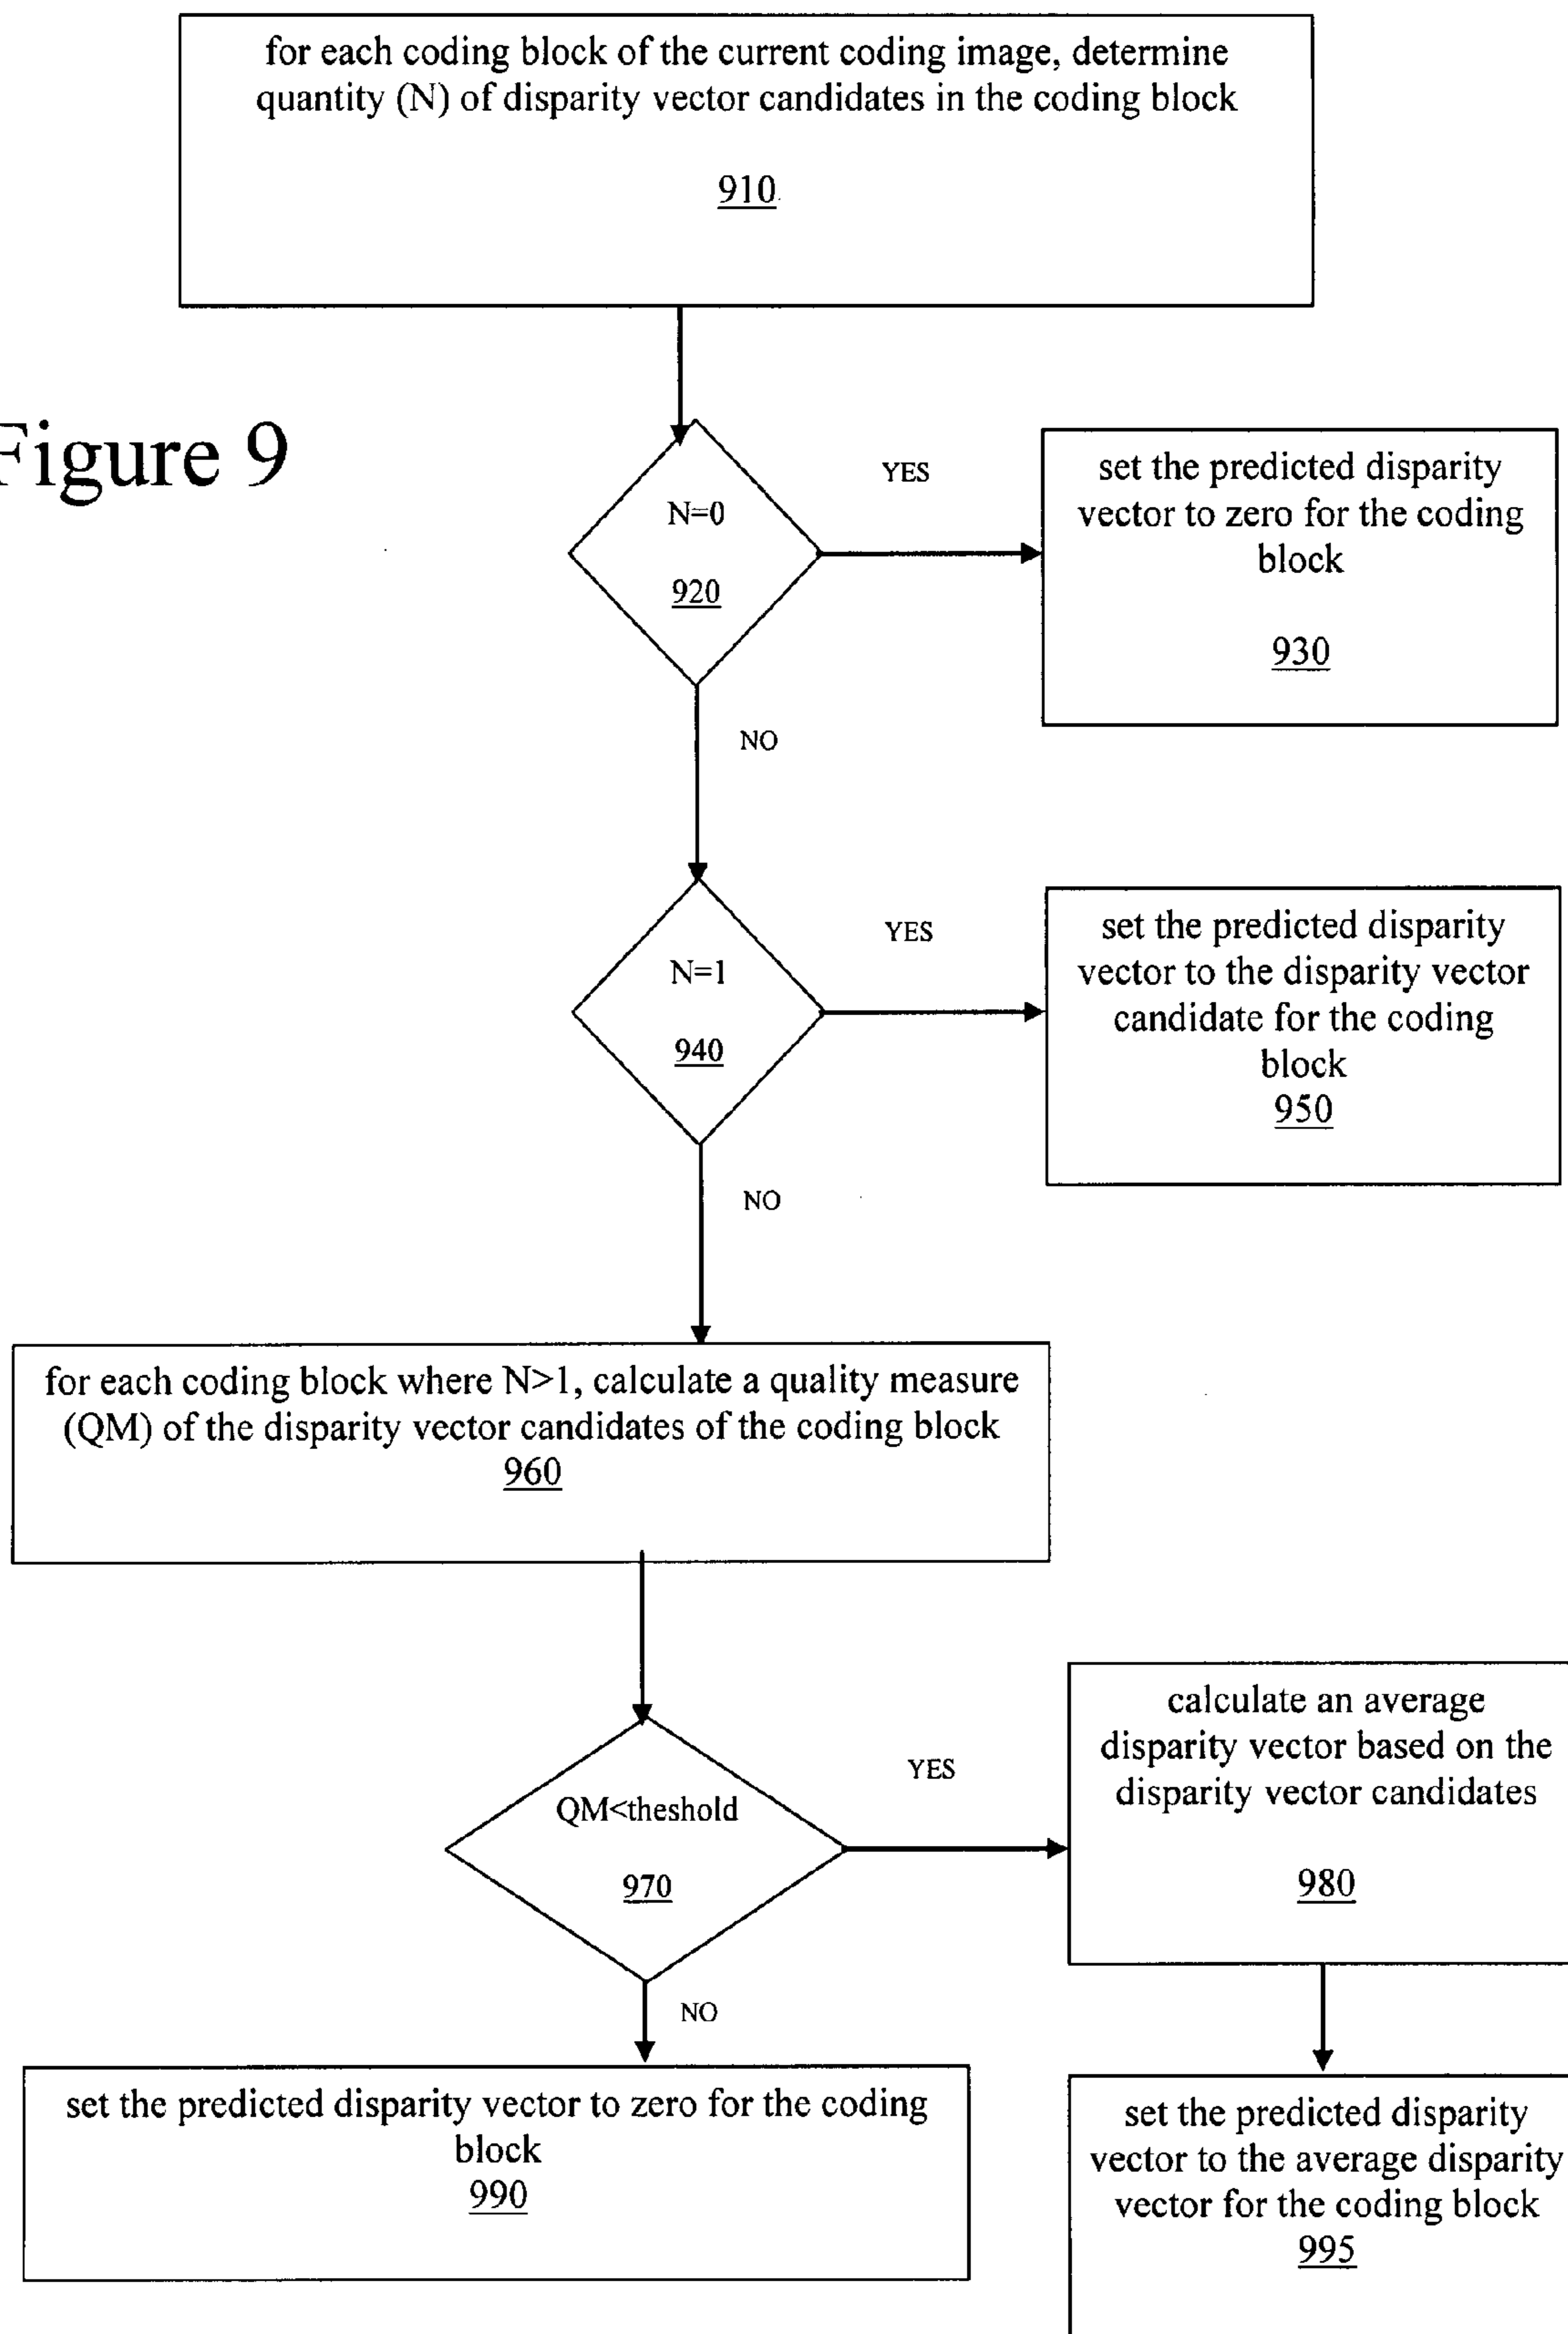 for each coding block of the current coding image, determine
quantity (N) of disparity vector candidates in the coding block
910
Figure 9
N=0
920
YES
set the predicted disparity
vector to zero for the coding
block
930
NO
N=1
940
YES
set the predicted disparity
vector to the disparity vector
candidate for the coding
block
950
NO
for each coding block where N>1, calculate a quality measure
(QM) of the disparity vector candidates of the coding block
960
QM<theshold
970
YES
calculate an average
disparity vector based on the
disparity vector candidates
980
NO
set the predicted disparity vector to zero for the coding
block
990
set the predicted disparity
vector to the average disparity
vector for the coding block
995